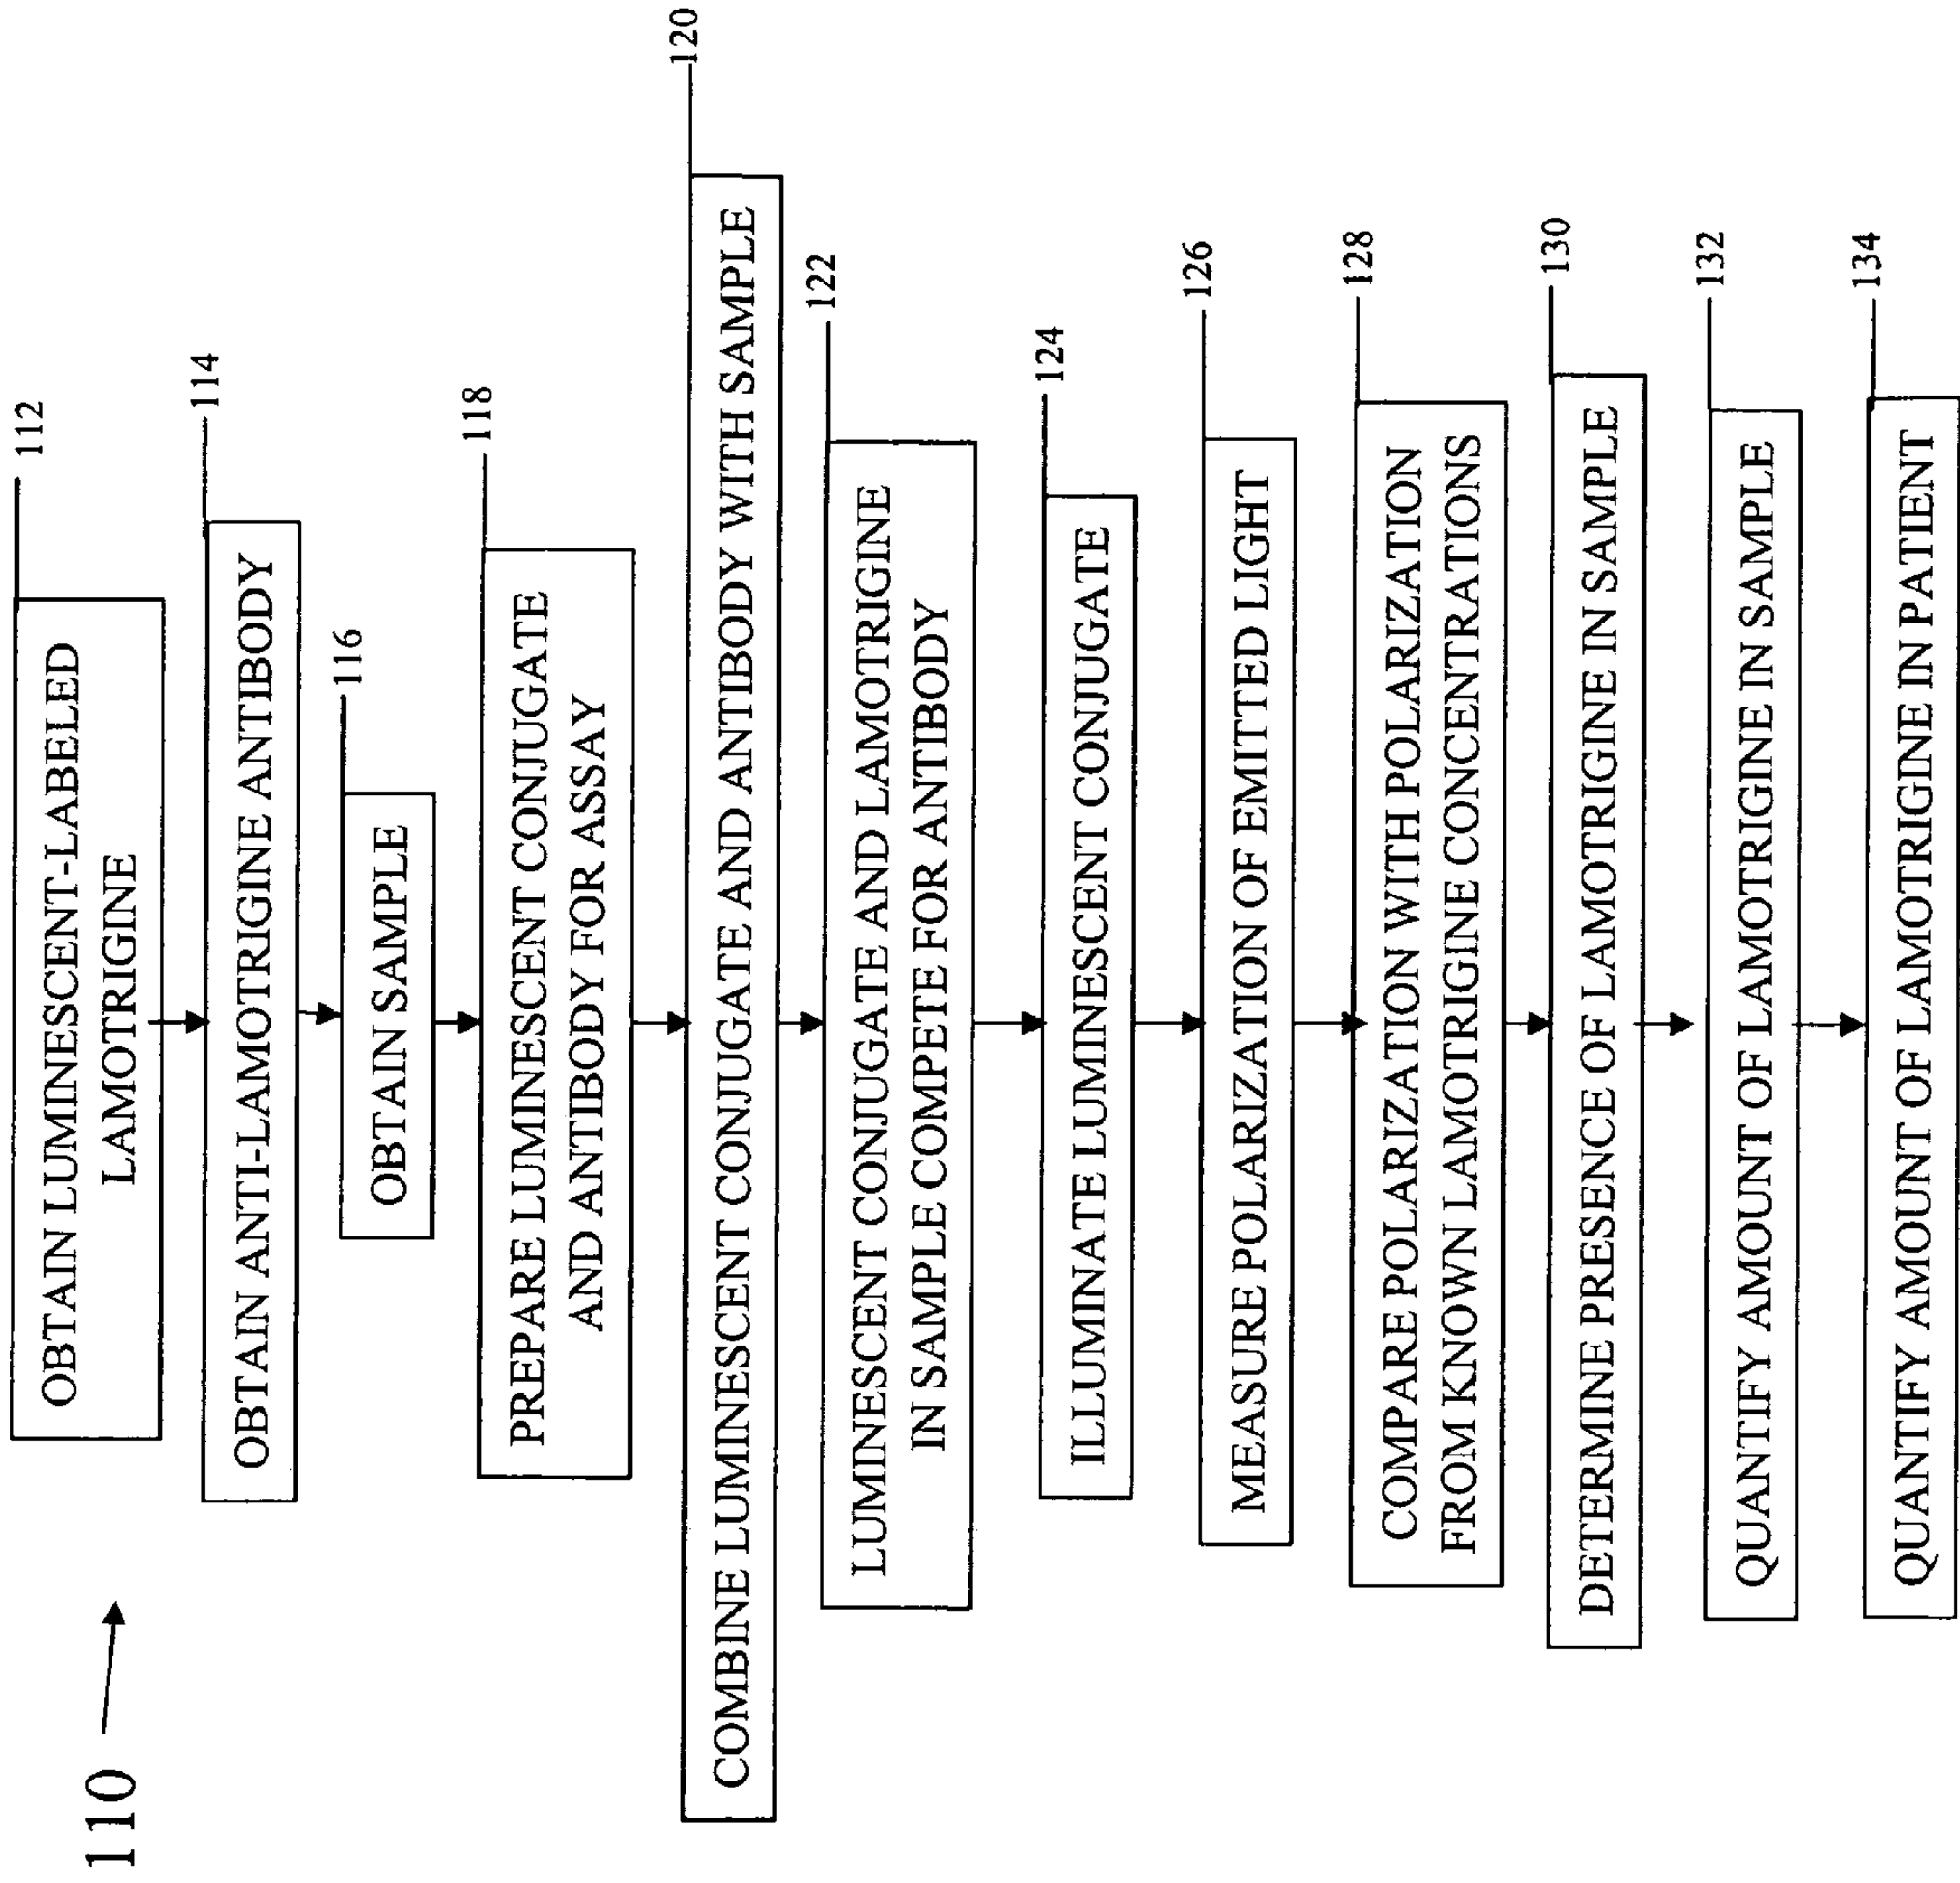 110
112
OBTAIN LUMINESCENT-LABELED
LAMOTRIGINE
114
OBTAIN ANTI-LAMOTRIGINE ANTIBODY
116
OBTAIN SAMPLE
118
PREPARE LUMINESCENT CONJUGATE
AND ANTIBODY FOR ASSAY
120
COMBINE LUMINESCENT CONJUGATE AND ANTIBODY WITH SAMPLE
122
LUMINESCENT CONJUGATE AND LAMOTRIGINE
IN SAMPLE COMPETE FOR ANTIBODY
124
ILLUMINATE LUMINESCENT CONJUGATE
126
MEASURE POLARIZATION OF EMITTED LIGHT
128
COMPARE POLARIZATION WITH POLARIZATION
FROM KNOWN LAMOTRIGINE CONCENTRATIONS
130
DETERMINE PRESENCE OF LAMOTRIGINE IN SAMPLE
132
QUANTIFY AMOUNT OF LAMOTRIGINE IN SAMPLE
134
QUANTIFY AMOUNT OF LAMOTRIGINE IN PATIENT